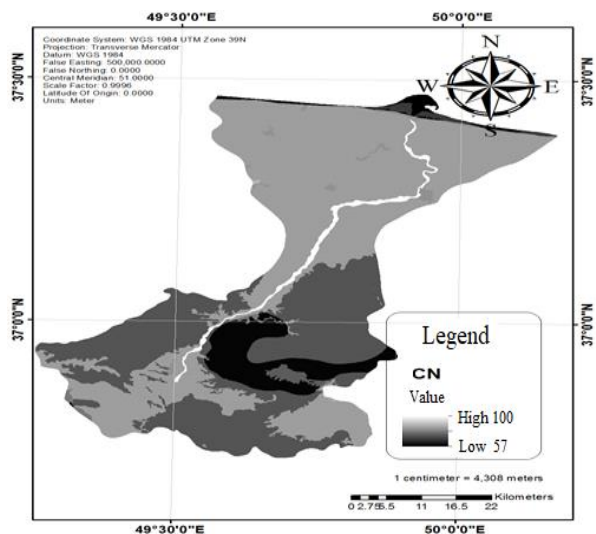 49°30'0"E 50°0'0"E
Coordinate System: WGS 1984 UTM Zone 39N
Projection: Transverse Mercator
Datum: WGS 1984
False Easting: 500,000.0000
False Northing: 0.0000
Central Meridian: 51.0000
Scale Factor: 0.9996
Latitude Of Origin: 0.0000
Units: Meter
N
W E
S
37°30'0"N 37°30'0"N
37°0'0"N 37°0'0"N
Legend
CN
Value
High 100
Low 57
1 centimeter = 4,308 meters
Kilometers
0 2.75 5.5 11 16.5 22
49°30'0"E 50°0'0"E